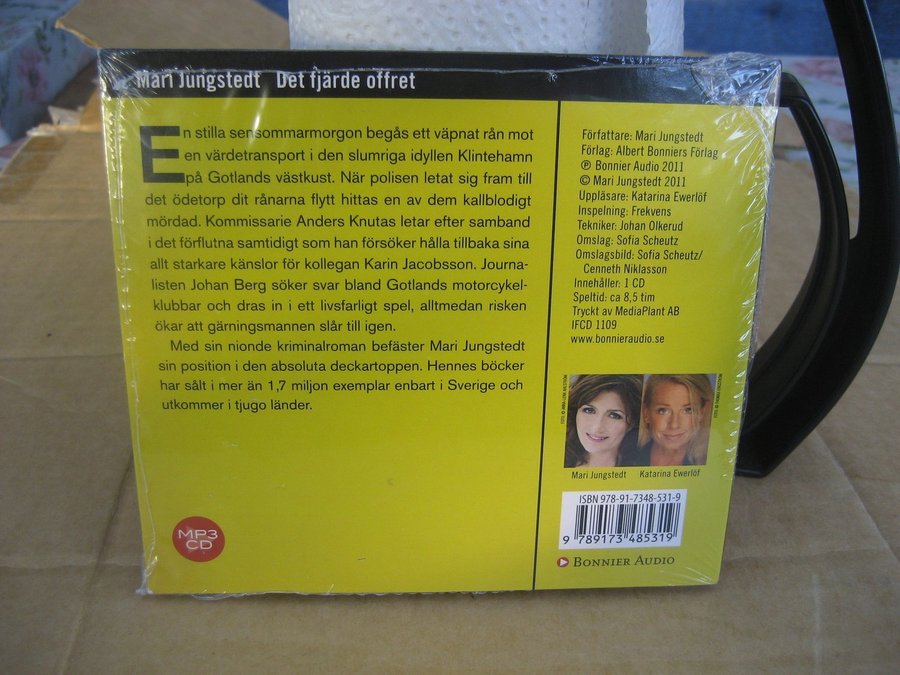 Mari Jungstedt Det fjärde offret
En stilla sensommarmorgon begås ett väpnat rån mot
en värdetransport i den slumriga idyllen Klintehamn
på Gotlands västkust. När polisen letat sig fram till
det ödetorp dit rånarna flytt hittas en av dem kallblodigt
mördad. Kommissarie Anders Knutas letar efter samband
i det förflutna samtidigt som han försöker hålla tillbaka sina
allt starkare känslor för kollegan Karin Jacobsson. Journa-
listen Johan Berg söker svar bland Gotlands motorcykel-
klubbar och dras in i ett livsfarligt spel, alltmedan risken
ökar att gärningsmannen slår till igen.
Med sin nionde kriminalroman befäster Mari Jungstedt
sin position i den absoluta deckartoppen. Hennes böcker
har sålt i mer än 1,7 miljon exemplar enbart i Sverige och
utkommer i tjugo länder.
MP3
CD
Författare: Mari Jungstedt
Förlag: Albert Bonniers Förlag
℗ Bonnier Audio 2011
© Mari Jungstedt 2011
Uppläsare: Katarina Ewerlöf
Inspelning: Frekvens
Tekniker: Johan Olkerud
Omslag: Sofia Scheutz
Omslagsbild: Sofia Scheutz/
Cenneth Niklasson
Innehåller: 1 CD
Speltid: ca 8,5 tim
Tryckt av MediaPlant AB
IFCD 1109
www.bonnieraudio.se
Mari Jungstedt Katarina Ewerlöf
ISBN 978-91-7348-531-9
9 789173 485319
BONNIER AUDIO